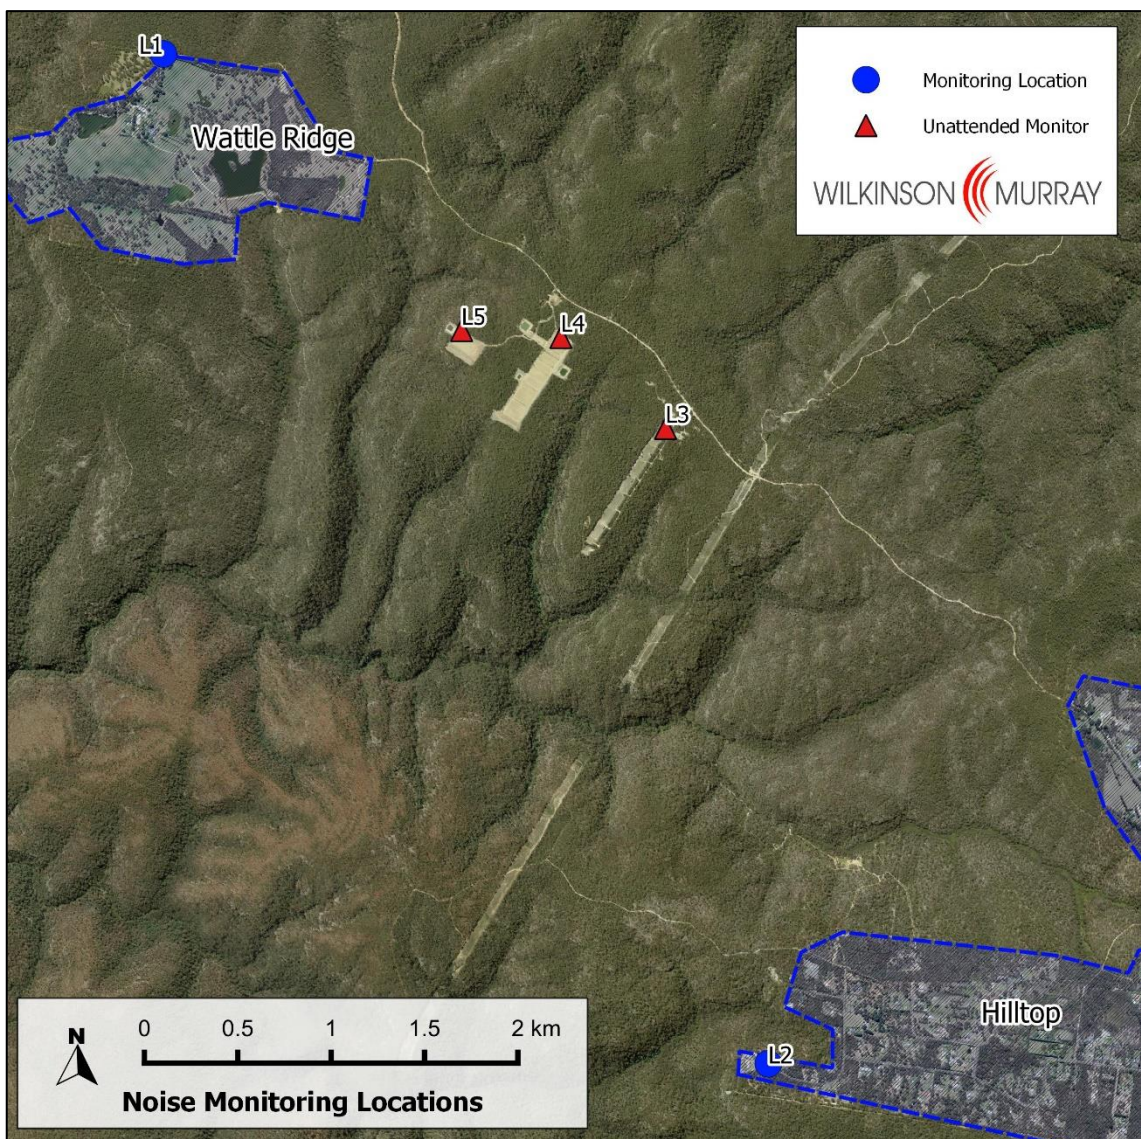 L1
Wattle Ridge
Monitoring Location
Unattended Monitor
WILKINSON MURRAY
L5
L4
L3
Hilltop
L2
N
0 0.5 1 1.5 2 km
Noise Monitoring Locations